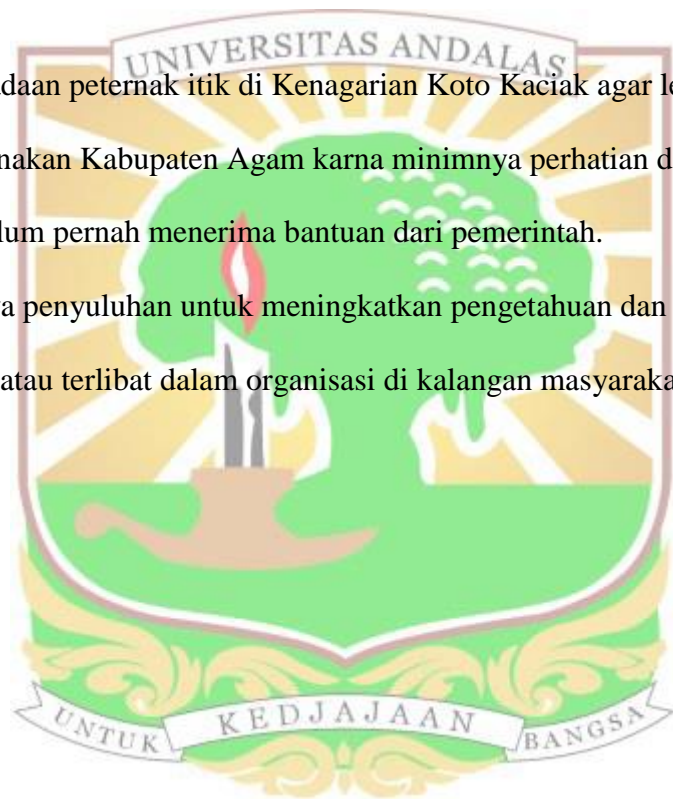 UNIVERSITAS ANDALAS
daan peternak itik di Kenagarian Koto Kaciak agar le
nakan Kabupaten Agam karna minimnya perhatian d
lum pernah menerima bantuan dari pemerintah.
a penyuluhan untuk meningkatkan pengetahuan dan
atau terlibat dalam organisasi di kalangan masyaraka
UNTUK KEDJAJAAN BANGSA